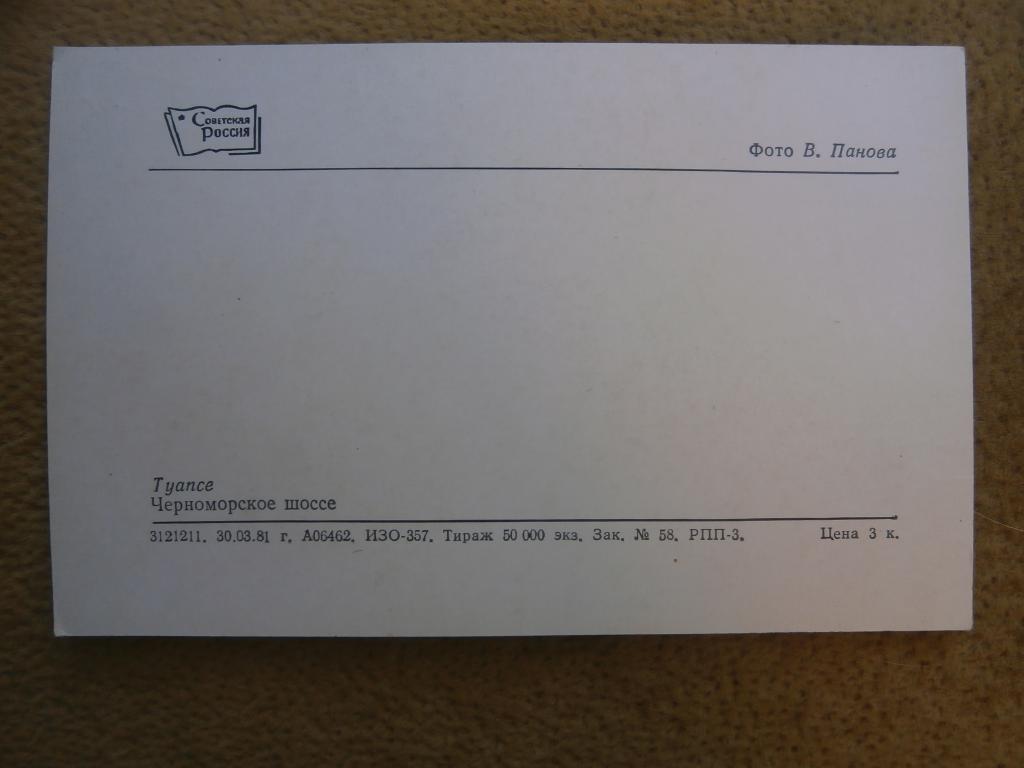 Советская
Россия
Фото В. Панова
Туапсе
Черноморское шоссе
3121211. 30.03.81 г. А06462. ИЗО-357. Тираж 50 000 экз. Зак. № 58. РПП-3. Цена 3 к.